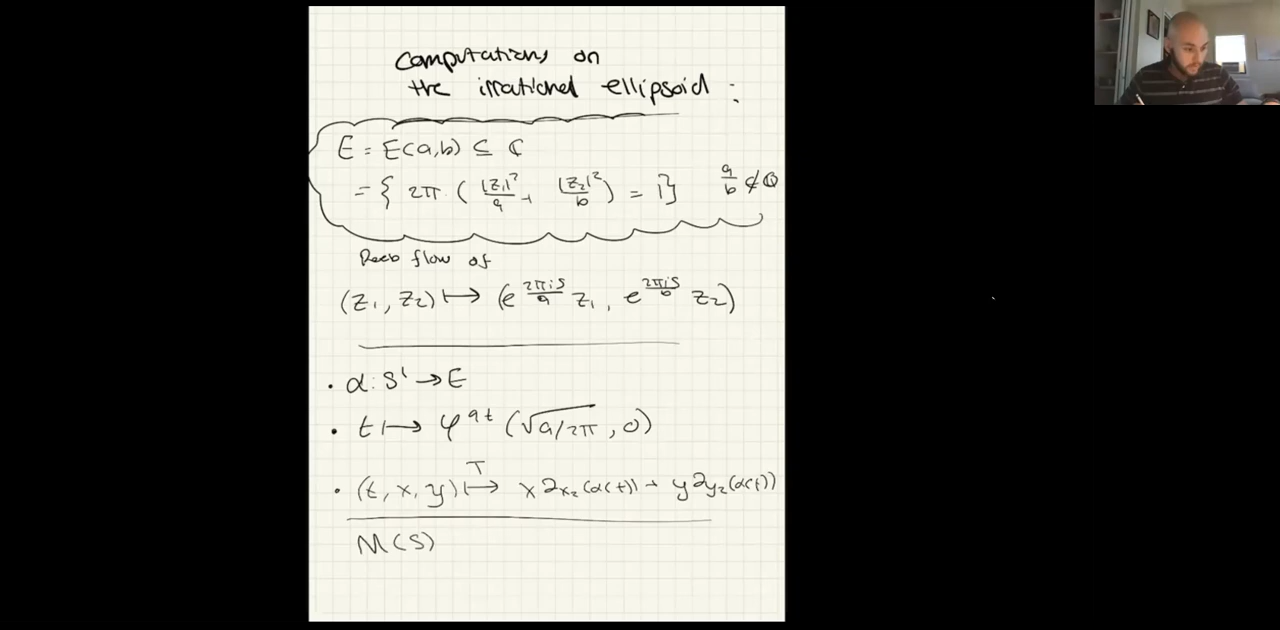 computations on
the irrational ellipsoid :
E = E(a,b) ⊆ ℂ
= { 2π · ( |z₁|²/a + |z₂|²/b ) = 1 } a/b ∉ ℚ
Reeb flow of
(z₁, z₂) ↦ (e^{2πis/a} z₁, e^{2πis/b} z₂)
• α: S¹ → E
• t ↦ φ^{at} (√a/2π, 0)
• (t, x, y) ↦^T x∂x₂(α(t)) + y∂y₂(α(t))
M(S)